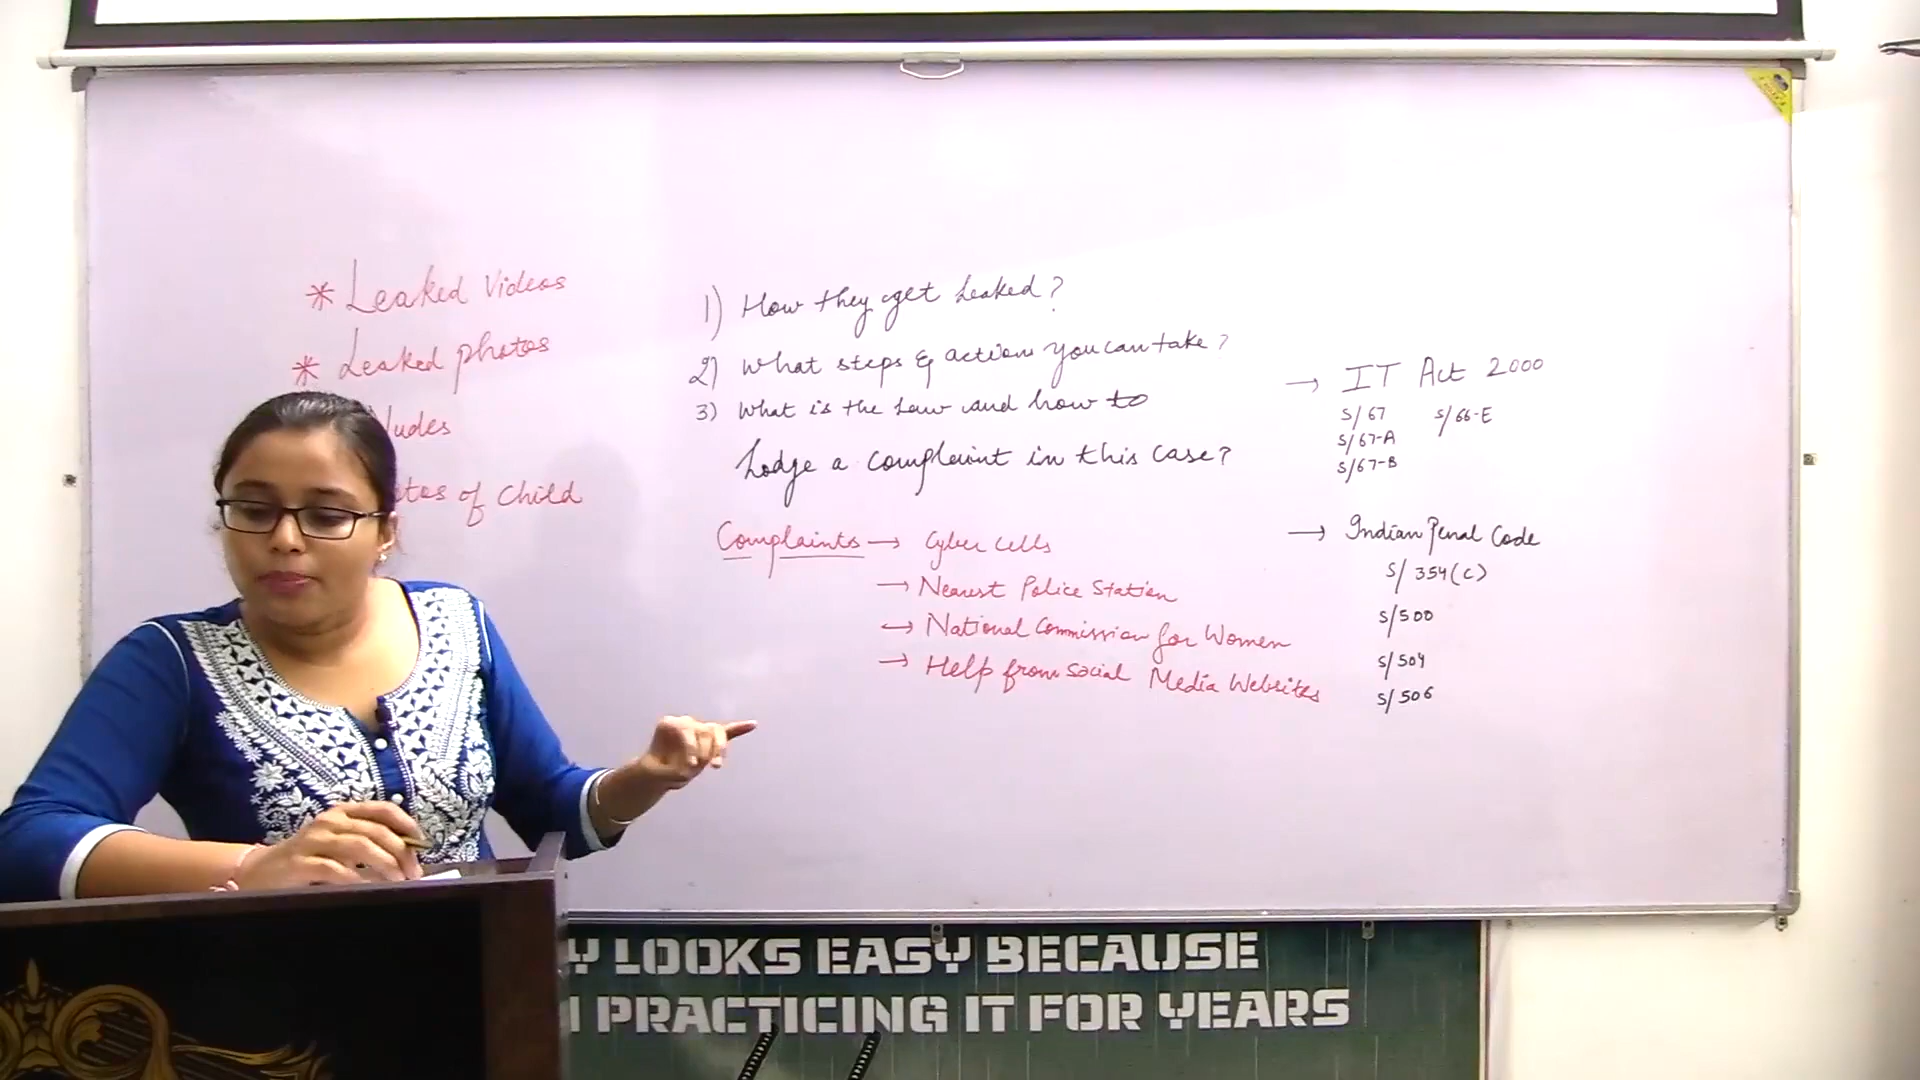 * Leaked Videos
* Leaked photos
udes
of Child
1) How they get Leaked?
2) What steps & actions you can take?
3) What is the Law and how to
Lodge a complaint in this case?
Complaints → Cyber Cells
→ Nearest Police Station
→ National Commission for Women
→ Help from social Media Websites
→ IT Act 2000
S/67 S/66-E
S/67-A
S/67-B
→ Indian Penal Code
S/354(C)
S/500
S/504
S/506
Y LOOKS EASY BECAUSE
PRACTICING IT FOR YEARS